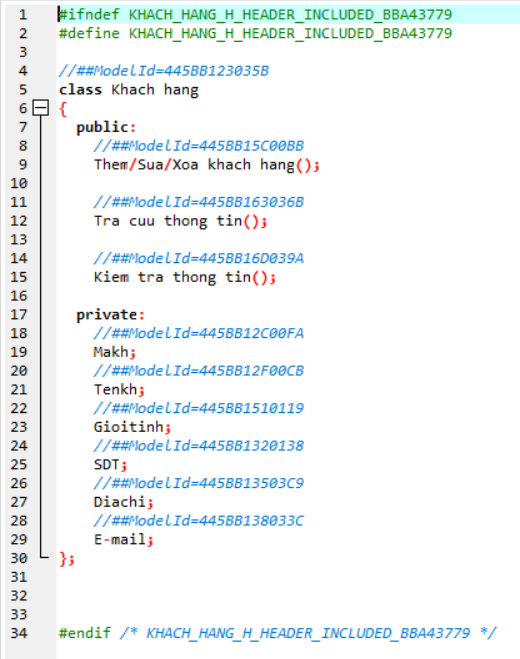 1 #ifndef KHACH_HANG_H_HEADER_INCLUDED_BBA43779
2 #define KHACH_HANG_H_HEADER_INCLUDED_BBA43779
3
4 //##ModelId=445BB123035B
5 class Khach hang
6 {
7 public:
8 //##ModelId=445BB15C00BB
9 Them/Sua/Xoa khach hang();
10
11 //##ModelId=445BB163036B
12 Tra cuu thong tin();
13
14 //##ModelId=445BB16D039A
15 Kiem tra thong tin();
16
17 private:
18 //##ModelId=445BB12C00FA
19 Makh;
20 //##ModelId=445BB12F00CB
21 Tenkh;
22 //##ModelId=445BB1510119
23 Gioitinh;
24 //##ModelId=445BB1320138
25 SDT;
26 //##ModelId=445BB13503C9
27 Diachi;
28 //##ModelId=445BB138033C
29 E-mail;
30 };
31
32
33
34 #endif /* KHACH_HANG_H_HEADER_INCLUDED_BBA43779 */